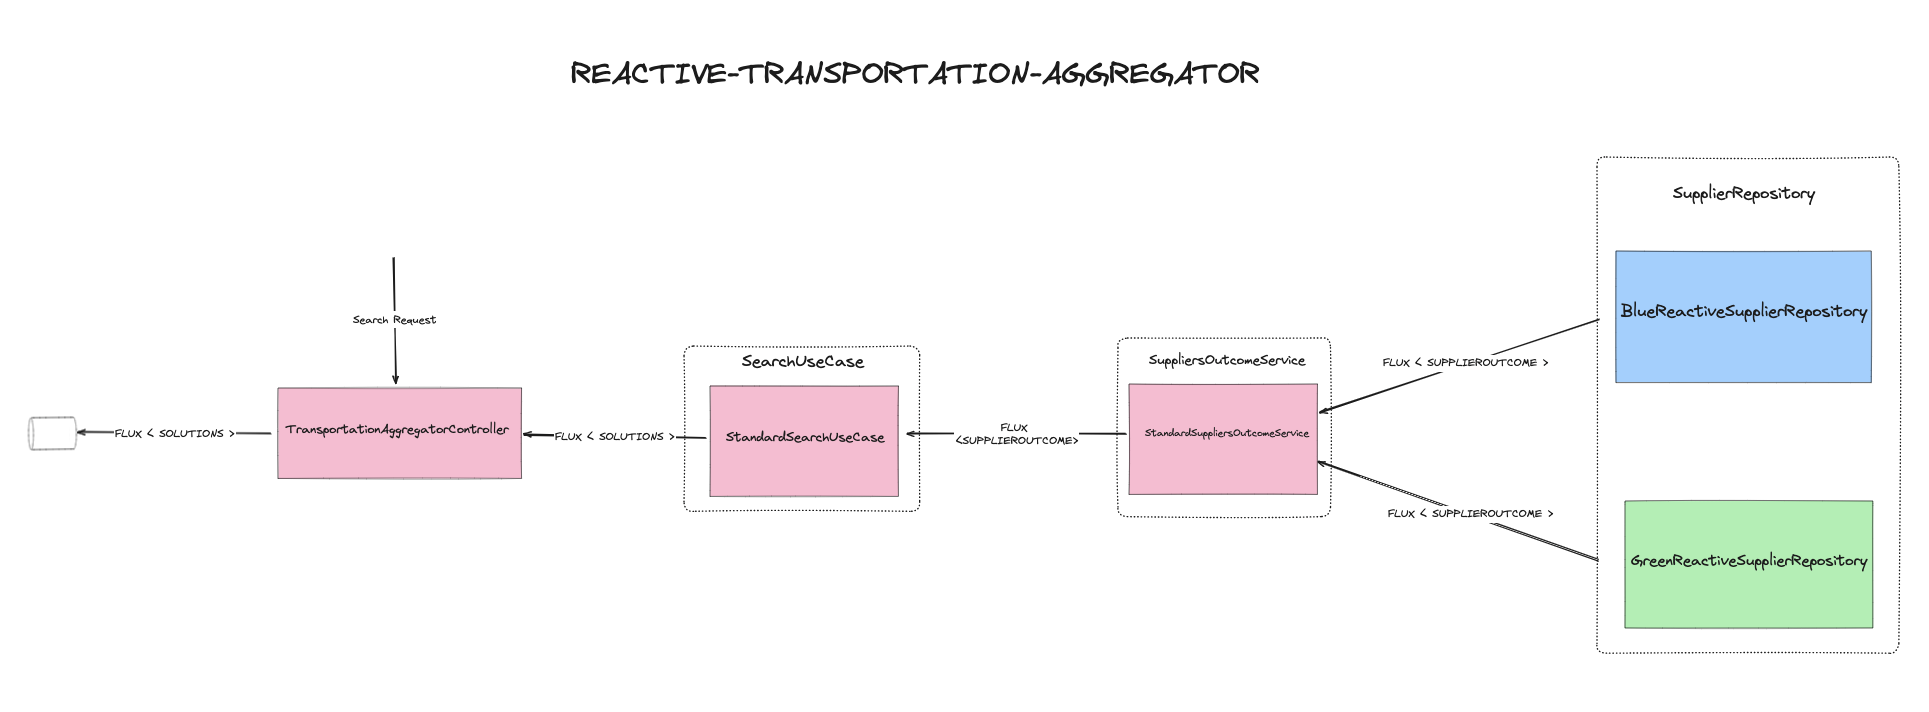 REACTIVE-TRANSPORTATION-AGGREGATOR
SupplierRepository
BlueReactiveSupplierRepository
Search Request
SearchUseCase
SuppliersOutcomeService
FLUX < SUPPLIEROUTCOME >
FLUX < SOLUTIONS >
TransportationAggregatorController
FLUX < SOLUTIONS >
StandardSearchUseCase
FLUX
<SUPPLIEROUTCOME>
StandardSuppliersOutcomeService
FLUX < SUPPLIEROUTCOME >
GreenReactiveSupplierRepository